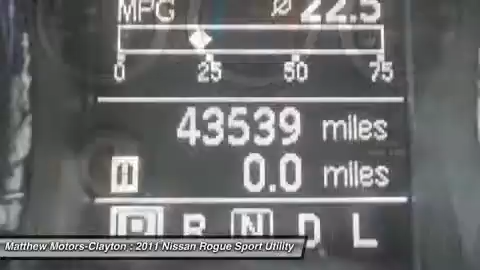 MPG Ø 22.5
0 25 50 75
43539 miles
0.0 miles
P R N D L
Matthew Motors-Clayton : 2011 Nissan Rogue Sport Utility